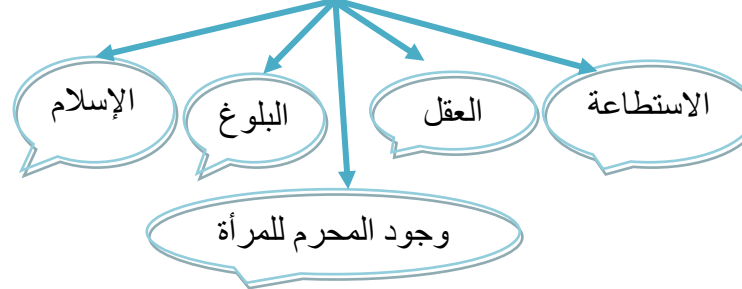 الاستطاعة
العقل
البلوغ
الإسلام
وجود المحرم للمرأة